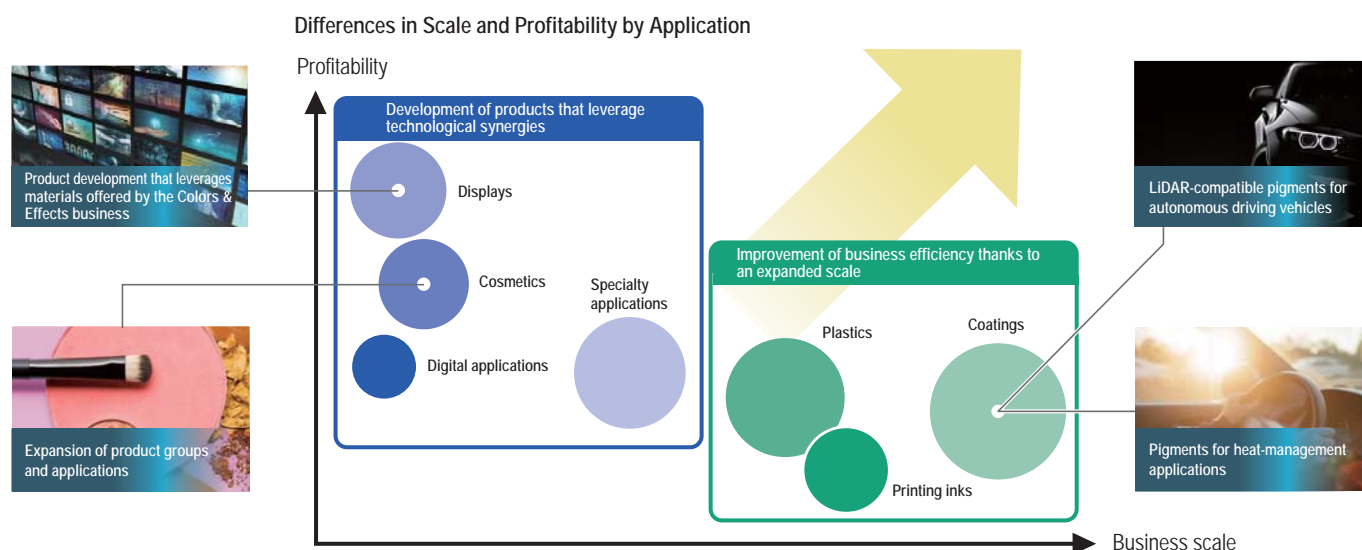 Differences in Scale and Profitability by Application
Profitability
Product development that leverages
materials offered by the Colors &
Effects business
Expansion of product groups
and applications
Development of products that leverage
technological synergies
Displays
Cosmetics
Digital applications
Specialty
applications
Improvement of business efficiency thanks to
an expanded scale
Plastics
Coatings
Printing inks
LiDAR-compatible pigments for
autonomous driving vehicles
Pigments for heat-management
applications
Business scale